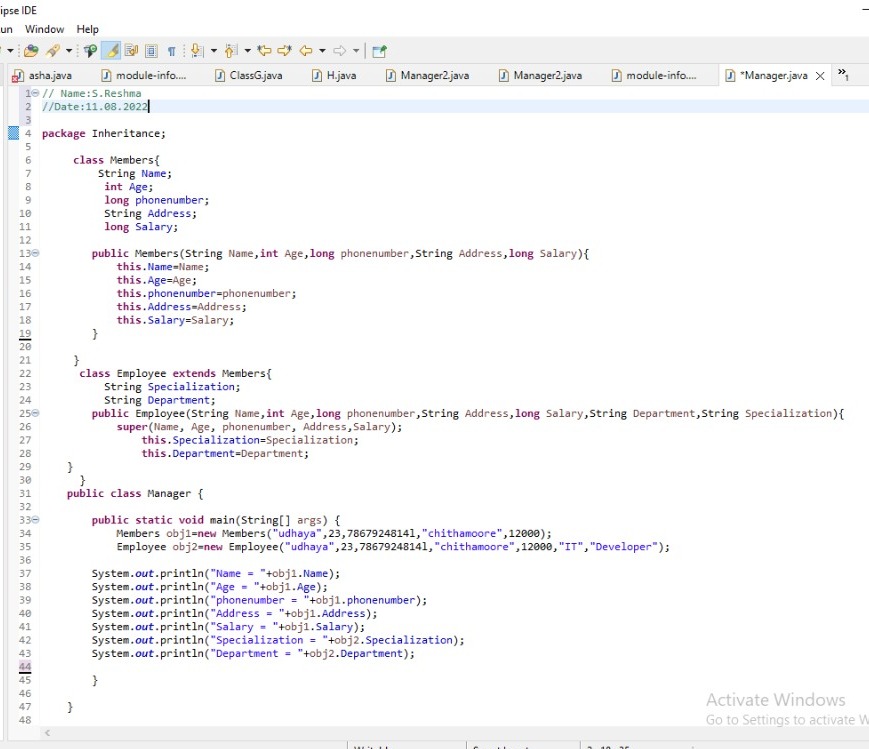 ipse IDE
un Window Help
asha.java module-info.... ClassG.java H.java Manager2.java Manager2.java module-info.... *Manager.java 1
1 // Name:S.Reshma
2 //Date:11.08.2022
3
4 package Inheritance;
5
6 class Members{
7 String Name;
8 int Age;
9 long phonenumber;
10 String Address;
11 long Salary;
12
13 public Members(String Name,int Age,long phonenumber,String Address,long Salary){
14 this.Name=Name;
15 this.Age=Age;
16 this.phonenumber=phonenumber;
17 this.Address=Address;
18 this.Salary=Salary;
19 }
20
21 }
22 class Employee extends Members{
23 String Specialization;
24 String Department;
25 public Employee(String Name,int Age,long phonenumber,String Address,long Salary,String Department,String Specialization){
26 super(Name, Age, phonenumber, Address,Salary);
27 this.Specialization=Specialization;
28 this.Department=Department;
29 }
30 }
31 public class Manager {
32
33 public static void main(String[] args) {
34 Members obj1=new Members("udhaya",23,7867924814l,"chithamoore",12000);
35 Employee obj2=new Employee("udhaya",23,7867924814l,"chithamoore",12000,"IT","Developer");
36
37 System.out.println("Name = "+obj1.Name);
38 System.out.println("Age = "+obj1.Age);
39 System.out.println("phonenumber = "+obj1.phonenumber);
40 System.out.println("Address = "+obj1.Address);
41 System.out.println("Salary = "+obj1.Salary);
42 System.out.println("Specialization = "+obj2.Specialization);
43 System.out.println("Department = "+obj2.Department);
44
45 }
46
47 }
48
Activate Windows
Go to Settings to activate W